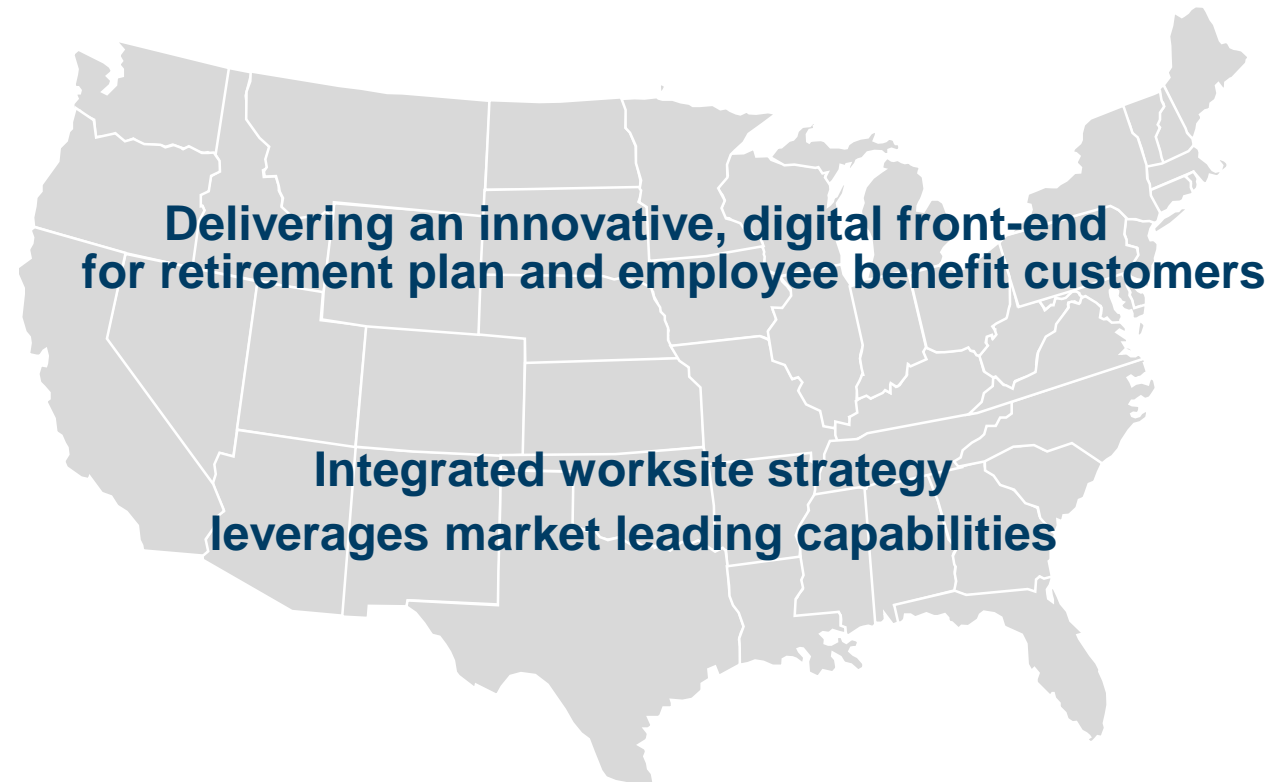 Delivering an innovative, digital front-end
for retirement plan and employee benefit customers
Integrated worksite strategy
leverages market leading capabilities